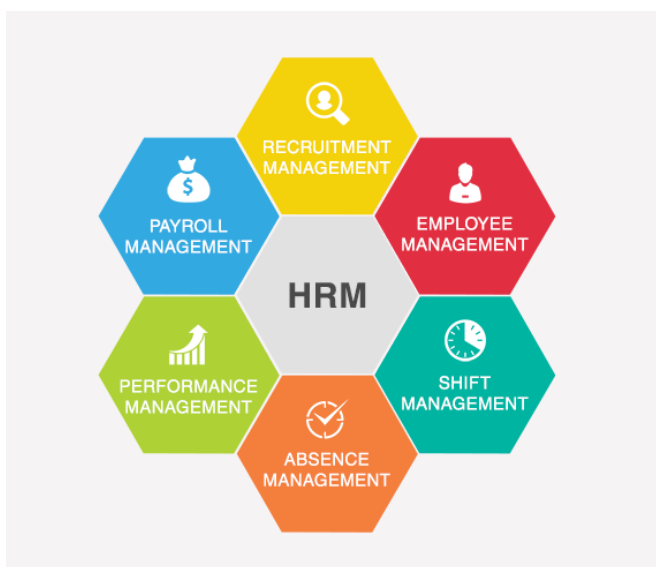 RECRUITMENT
MANAGEMENT
PAYROLL
MANAGEMENT
$
EMPLOYEE
MANAGEMENT
HRM
PERFORMANCE
MANAGEMENT
SHIFT
MANAGEMENT
ABSENCE
MANAGEMENT